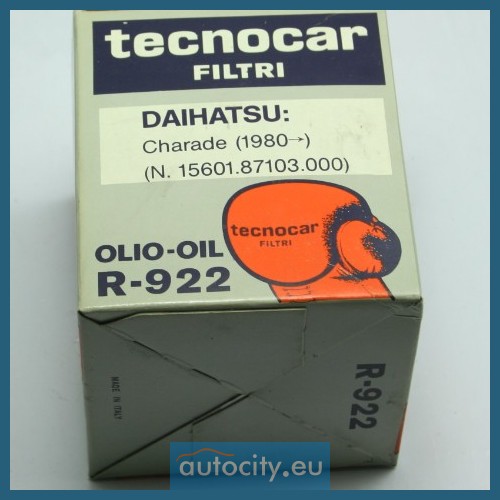 tecnocar
FILTRI
DAIHATSU:
Charade (1980→)
(N. 15601.87103.000)
tecnocar
FILTRI
OLIO-OIL
R-922
MADE IN ITALY
R-922
autocity.eu